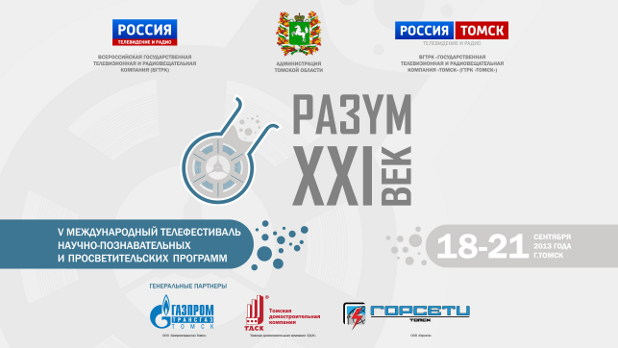 РОССИЯ
ТЕЛЕВИДЕНИЕ И РАДИО
ВСЕРОССИЙСКАЯ ГОСУДАРСТВЕННАЯ
ТЕЛЕВИЗИОННАЯ И РАДИОВЕЩАТЕЛЬНАЯ
КОМПАНИЯ (ВГТРК)
АДМИНИСТРАЦИЯ
ТОМСКОЙ ОБЛАСТИ
РОССИЯ ТОМСК
ТЕЛЕВИДЕНИЕ И РАДИО
ВГТРК «ГОСУДАРСТВЕННАЯ
ТЕЛЕВИЗИОННАЯ И РАДИОВЕЩАТЕЛЬНАЯ
КОМПАНИЯ «ТОМСК» (ГТРК «ТОМСК»)
РАЗУМ
XXI ВЕК
V МЕЖДУНАРОДНЫЙ ТЕЛЕФЕСТИВАЛЬ
НАУЧНО-ПОЗНАВАТЕЛЬНЫХ
И ПРОСВЕТИТЕЛЬСКИХ ПРОГРАММ
18-21
СЕНТЯБРЯ
2013 ГОДА
Г.ТОМСК
ГЕНЕРАЛЬНЫЕ ПАРТНЕРЫ
ГАЗПРОМ
ТРАНСГАЗ
ТОМСК
ТДСК
®
Томская
домостроительная
компания
ГОРСЕТИ
ТОМСК